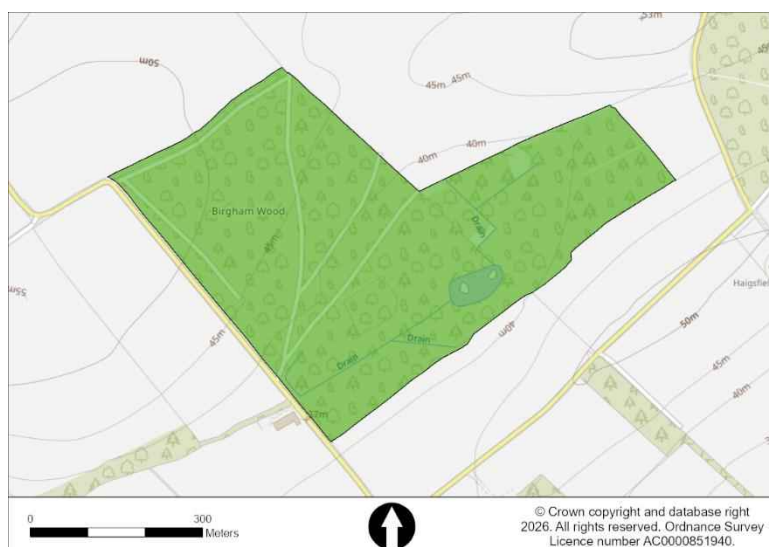 53m
50m
45m
45m
40m
40m
Birgham Wood
45m
Drain
55m
45m
Haigsfie
40m
50m
Drain
Drain
45m
40m
37m
0
300
Meters
© Crown copyright and database right
2026. All rights reserved. Ordnance Survey
Licence number AC0000851940.